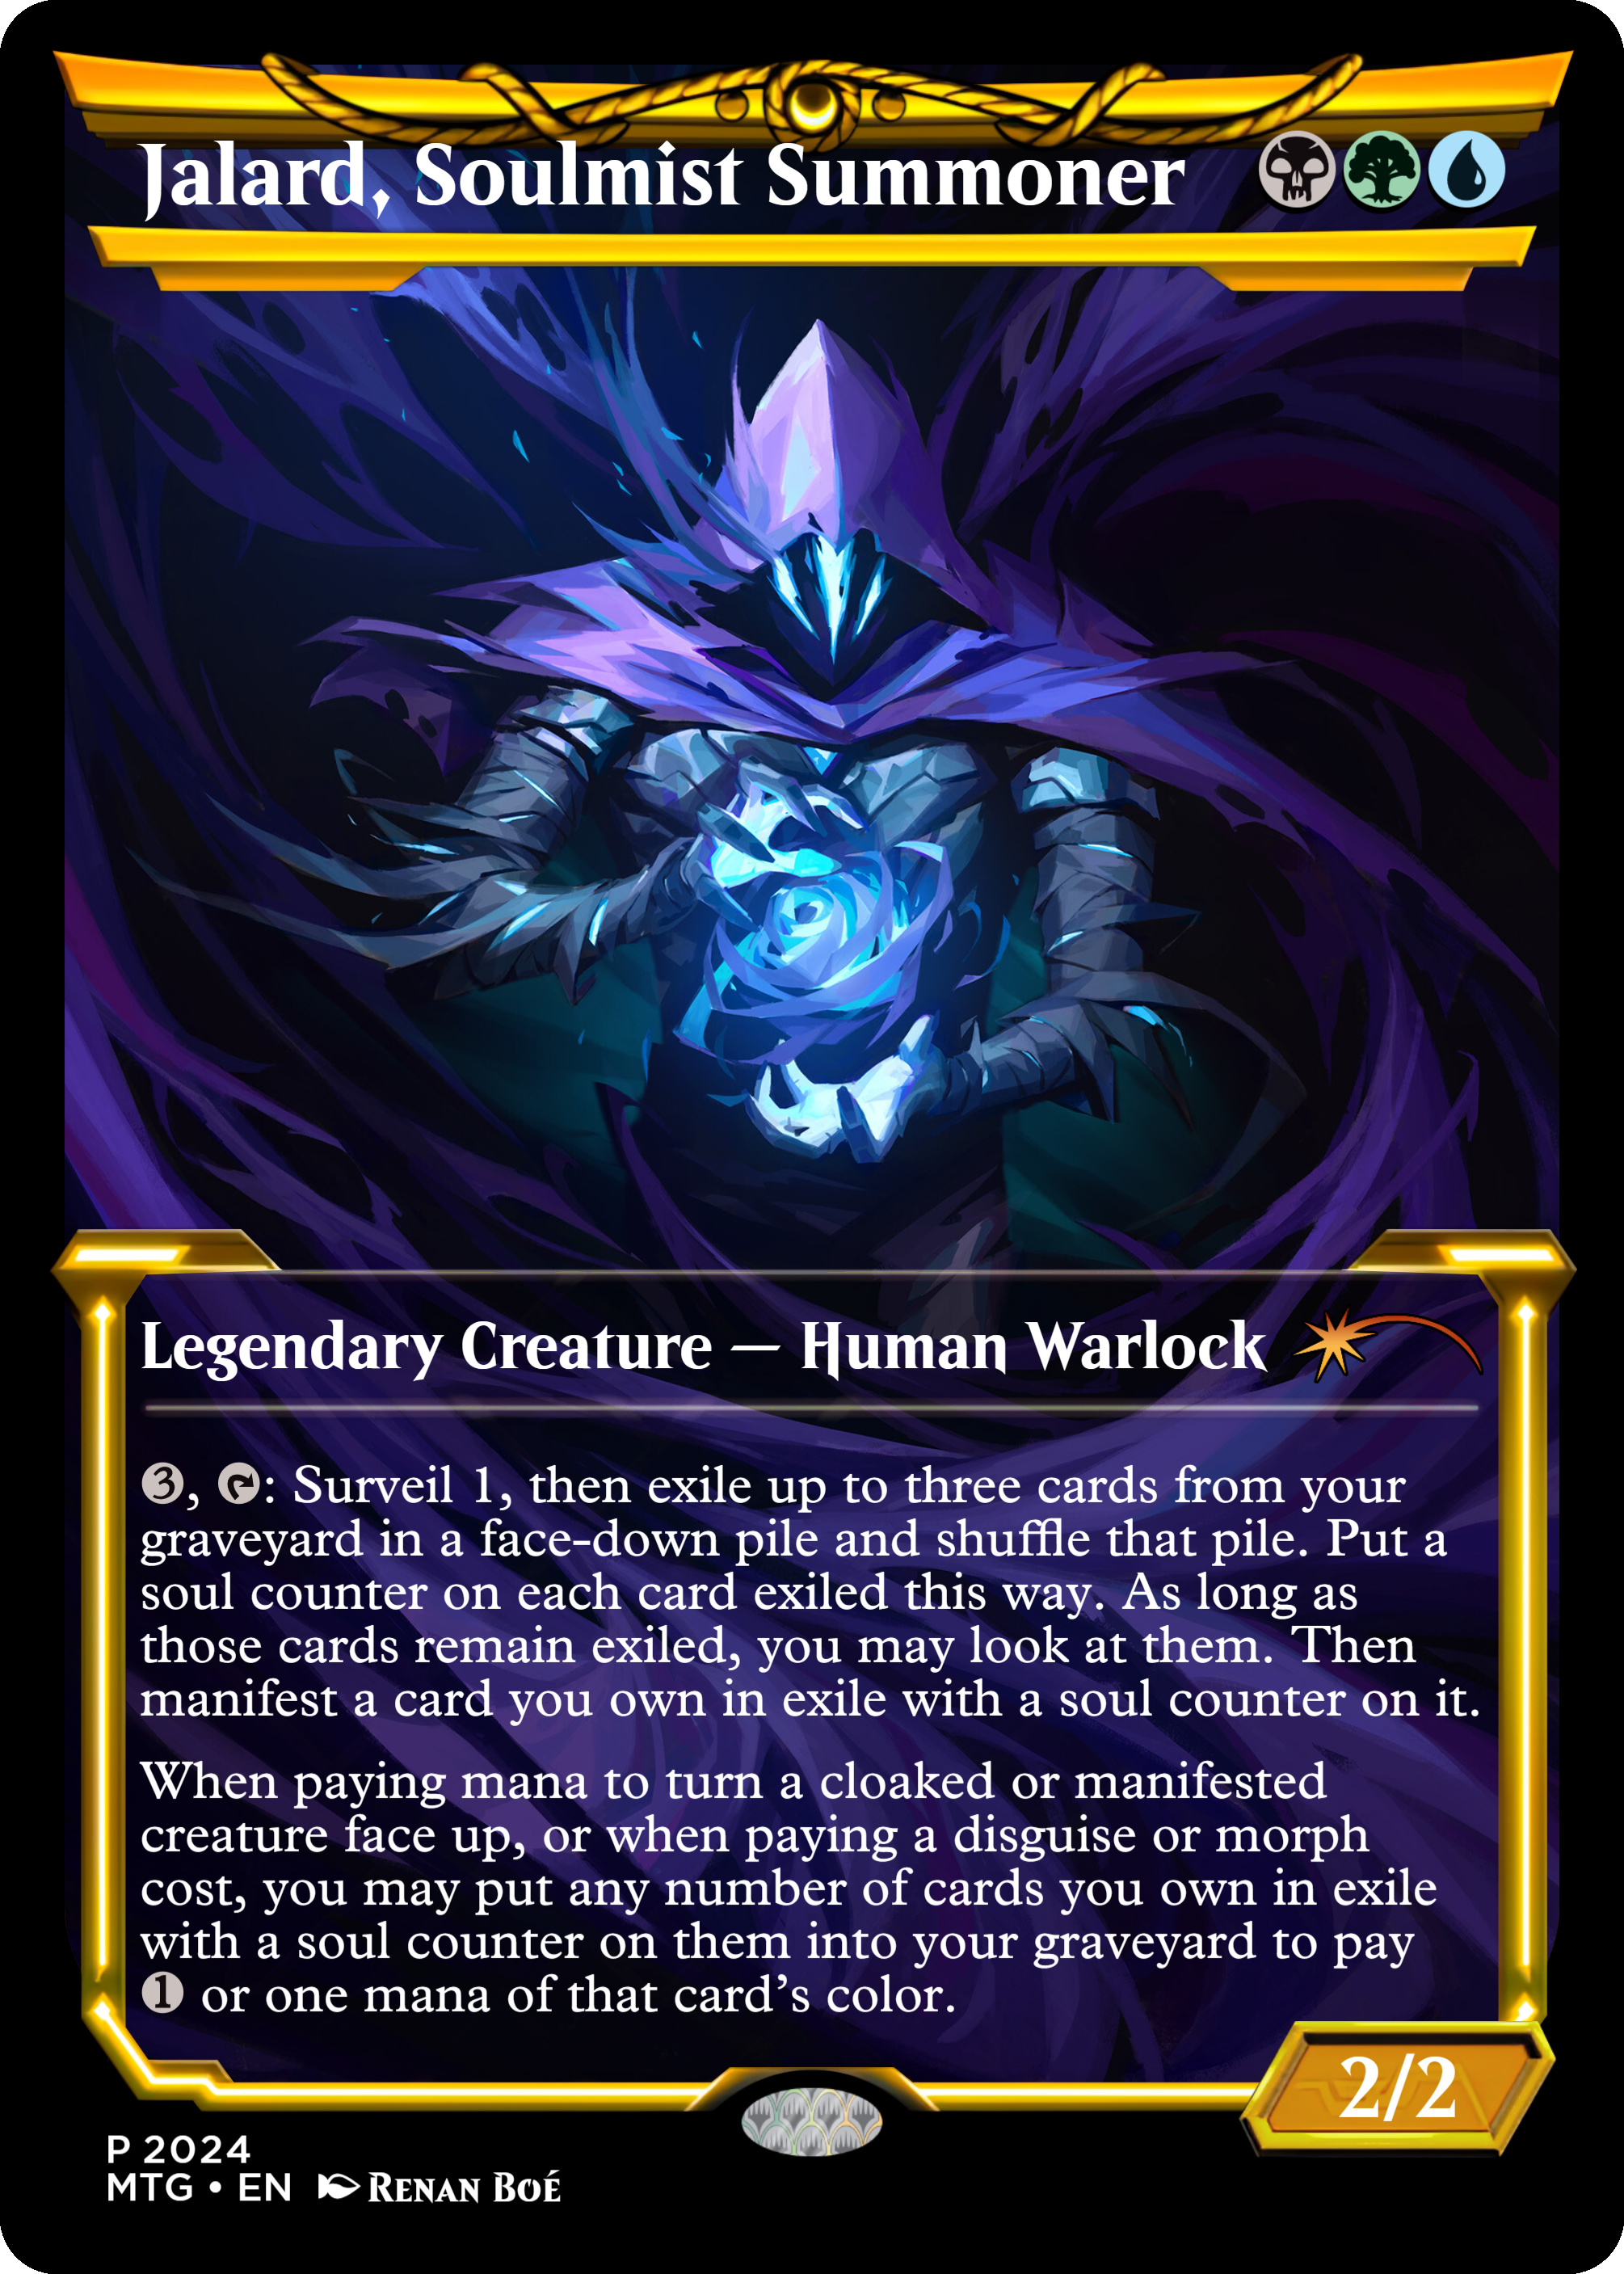 Jalard, Soulmist Summoner
Legendary Creature — Human Warlock
3, : Surveil 1, then exile up to three cards from your
graveyard in a face-down pile and shuffle that pile. Put a
soul counter on each card exiled this way. As long as
those cards remain exiled, you may look at them. Then
manifest a card you own in exile with a soul counter on it.
When paying mana to turn a cloaked or manifested
creature face up, or when paying a disguise or morph
cost, you may put any number of cards you own in exile
with a soul counter on them into your graveyard to pay
1 or one mana of that card's color.
2/2
P 2024
MTG • EN Renan Boé